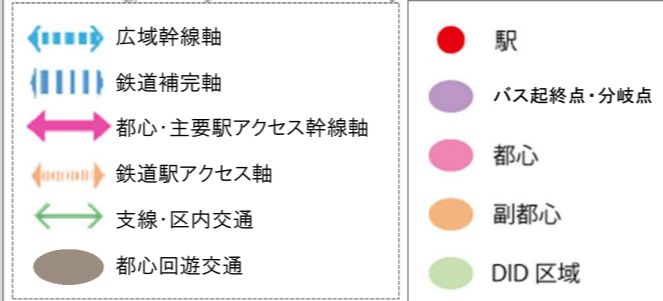 広域幹線軸
鉄道補完軸
都心・主要駅アクセス幹線軸
鉄道駅アクセス軸
支線・区内交通
都心回遊交通
駅
バス起終点・分岐点
都心
副都心
DID 区域